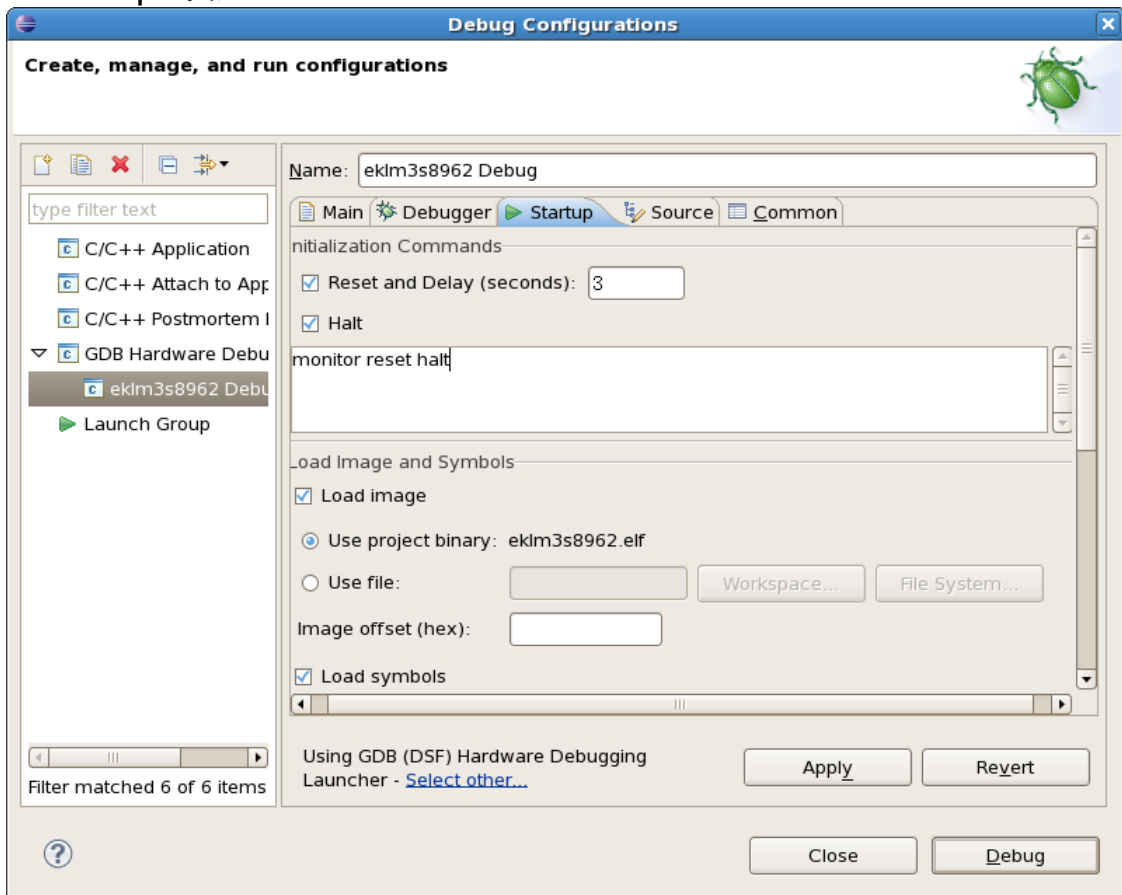 Debug Configurations
Create, manage, and run configurations
type filter text
C/C++ Application
C/C++ Attach to App
C/C++ Postmortem
GDB Hardware Debu
eklm3s8962 Debu
Launch Group
Filter matched 6 of 6 items
Name: eklm3s8962 Debug
Main Debugger Startup Source Common
nitialization Commands
Reset and Delay (seconds): 3
Halt
monitor reset halt
Load Image and Symbols
Load image
Use project binary: eklm3s8962.elf
Use file: Workspace... File System...
Image offset (hex):
Load symbols
Using GDB (DSF) Hardware Debugging
Launcher - Select other...
Apply Revert
Close Debug